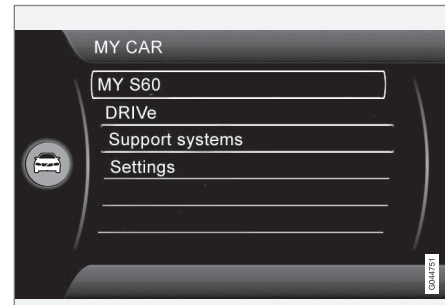 MY CAR
MY S60
DRIVe
Support systems
Settings
G044751